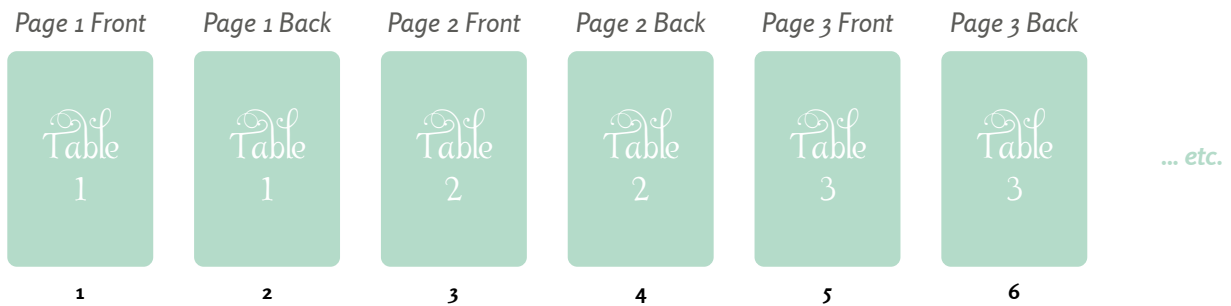 Page 1 Front Page 1 Back Page 2 Front Page 2 Back Page 3 Front Page 3 Back
Table Table Table Table Table Table
... etc.
1 1 2 2 3 3
1 2 3 4 5 6